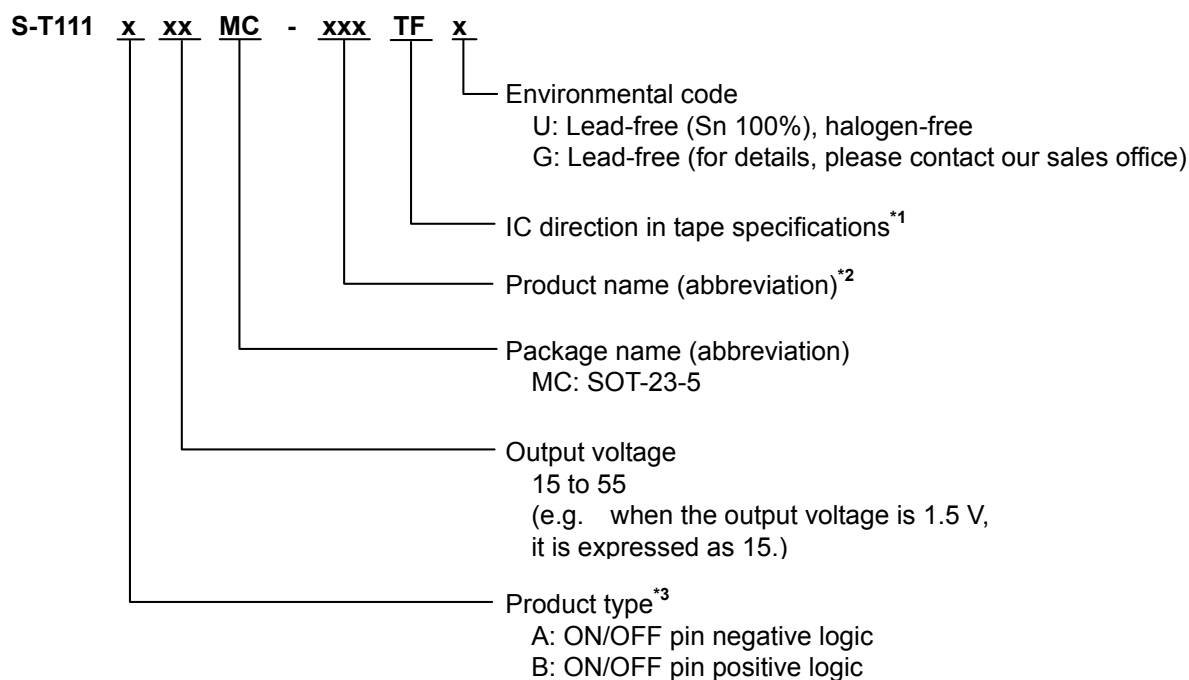 S-T111 x xx MC - xxx TF x
Environmental code
U: Lead-free (Sn 100%), halogen-free
G: Lead-free (for details, please contact our sales office)
IC direction in tape specifications*1
Product name (abbreviation)*2
Package name (abbreviation)
MC: SOT-23-5
Output voltage
15 to 55
(e.g. when the output voltage is 1.5 V,
it is expressed as 15.)
Product type*3
A: ON/OFF pin negative logic
B: ON/OFF pin positive logic